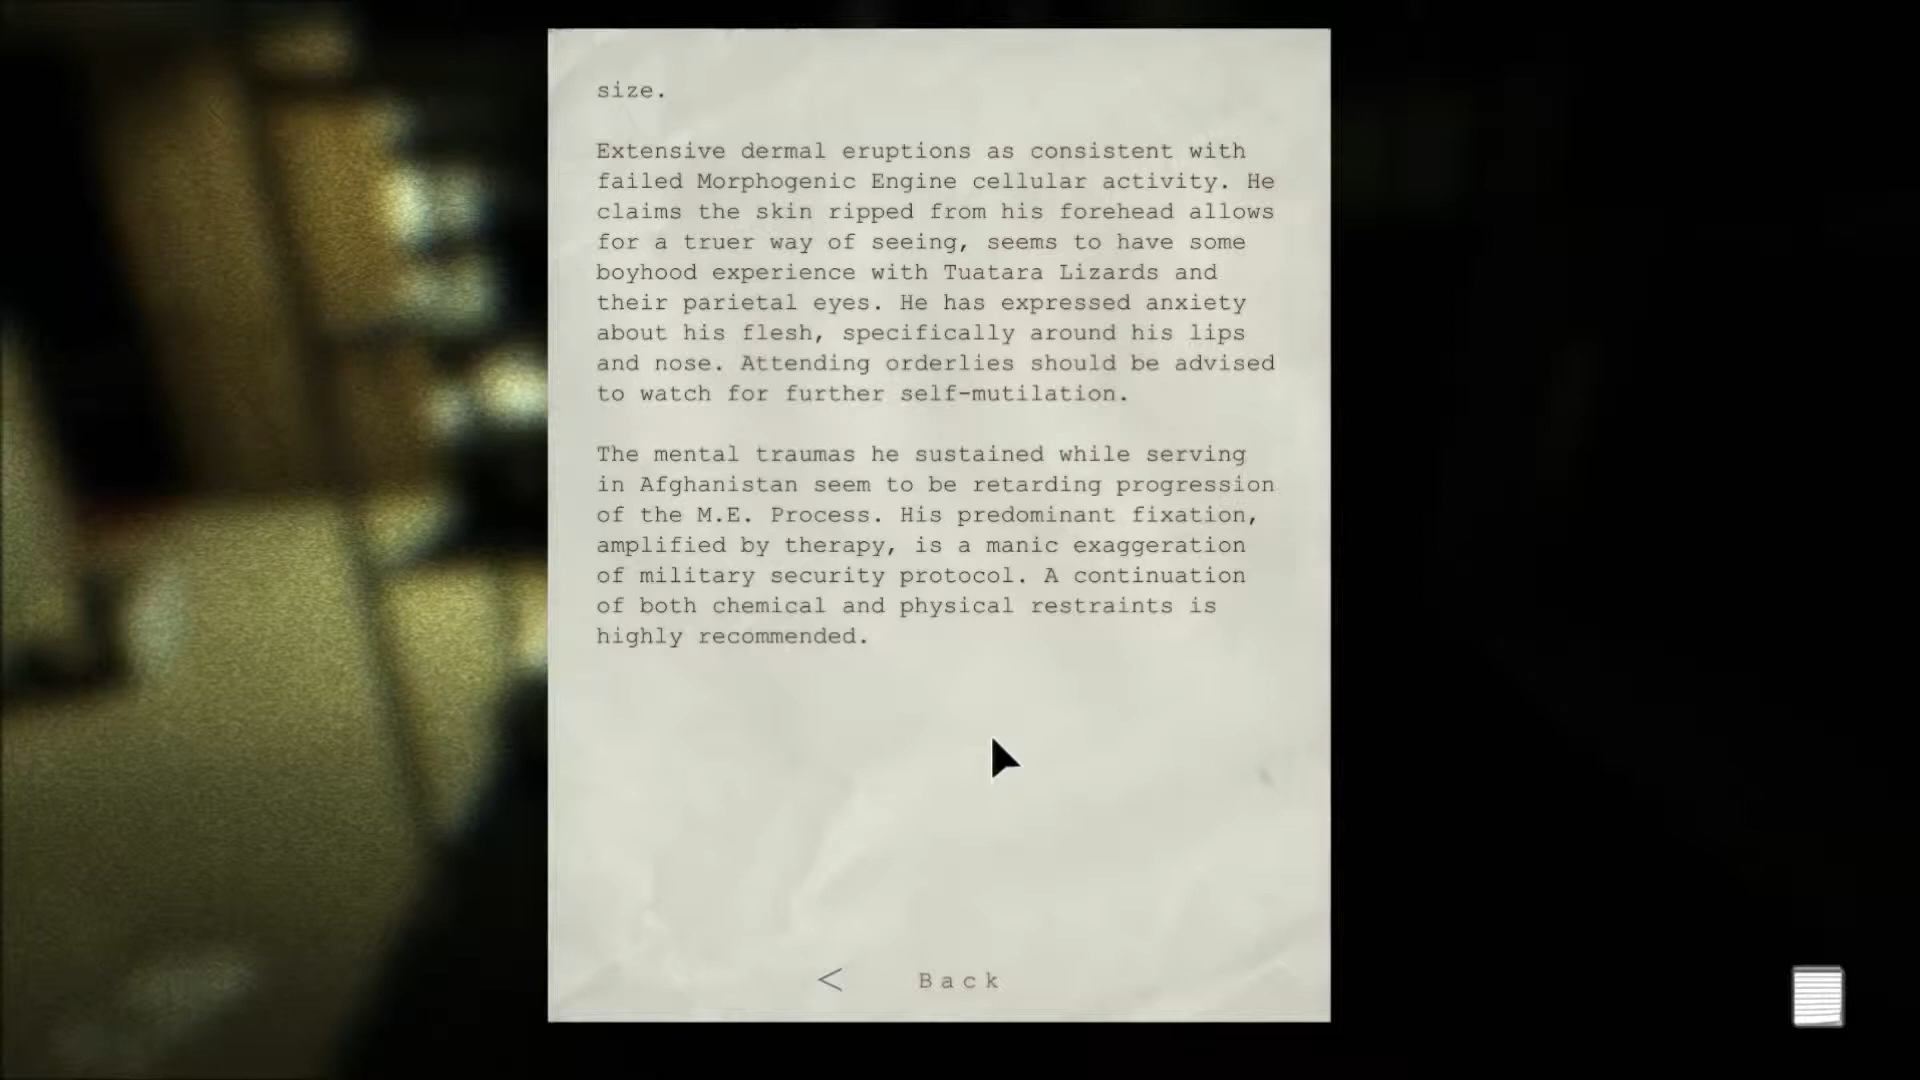 size.
Extensive dermal eruptions as consistent with
failed Morphogenic Engine cellular activity. He
claims the skin ripped from his forehead allows
for a truer way of seeing, seems to have some
boyhood experience with Tuatara Lizards and
their parietal eyes. He has expressed anxiety
about his flesh, specifically around his lips
and nose. Attending orderlies should be advised
to watch for further self-mutilation.
The mental traumas he sustained while serving
in Afghanistan seem to be retarding progression
of the M.E. Process. His predominant fixation,
amplified by therapy, is a manic exaggeration
of military security protocol. A continuation
of both chemical and physical restraints is
highly recommended.
< Back